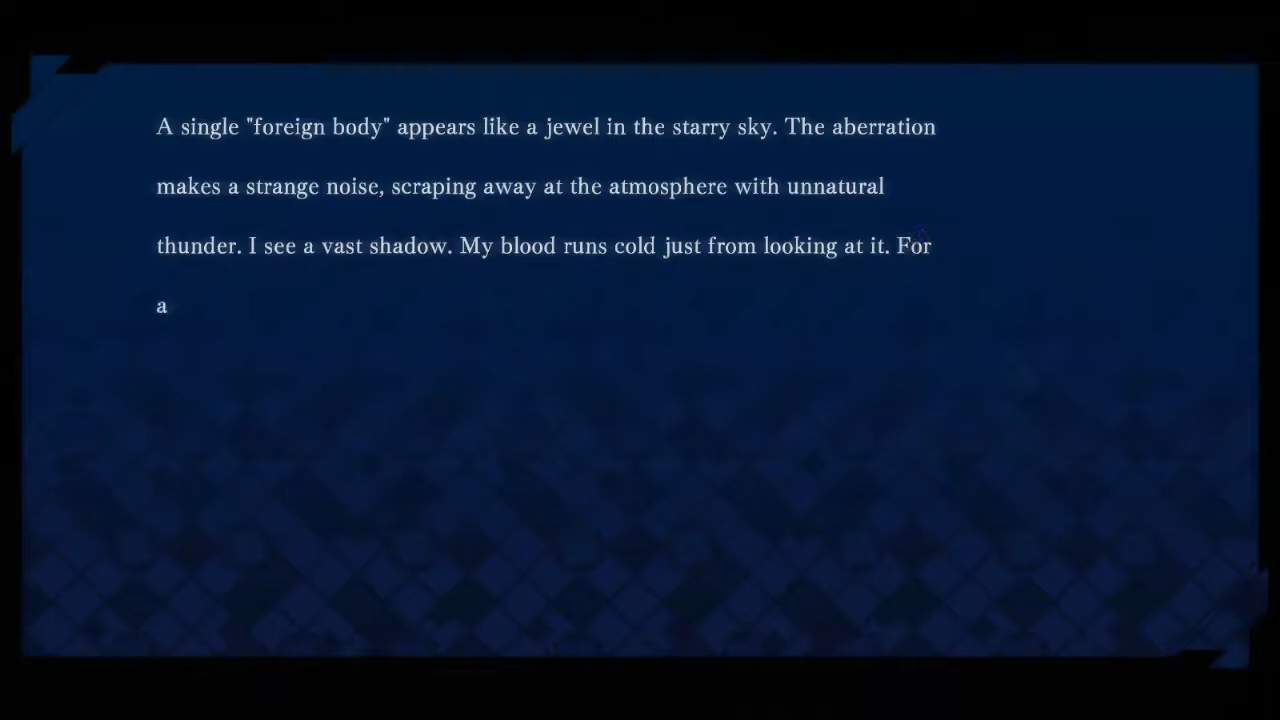 A single "foreign body" appears like a jewel in the starry sky. The aberration
makes a strange noise, scraping away at the atmosphere with unnatural
thunder. I see a vast shadow. My blood runs cold just from looking at it. For
a